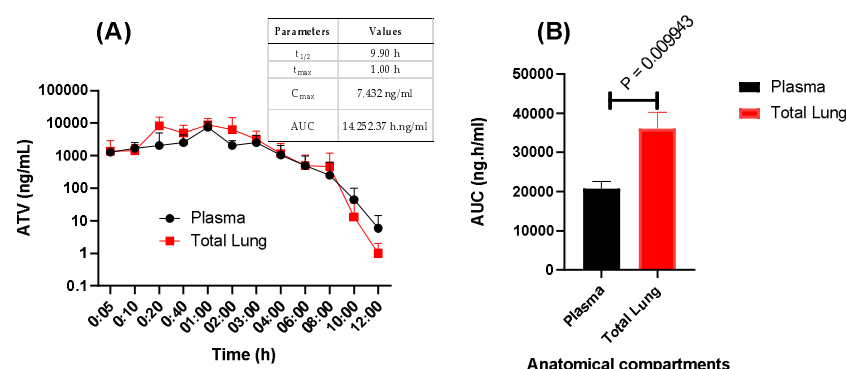 (A)
Parameters Values
t1/2 9.90 h
tmax 1.00 h
Cmax 7.432 ng/ml
AUC 14,252.37 h.ng/ml
ATV (ng/mL)
100000
10000
1000
100
10
1
0.1
Plasma
Total Lung
0:05 0:10 0:20 0:40 01:00 02:00 03:00 04:00 06:00 08:00 10:00 12:00
Time (h)
(B)
P = 0.009943
AUC (ng.h/ml)
50000
40000
30000
20000
10000
0
Plasma
Total Lung
Plasma Total Lung
Anatomical compartments